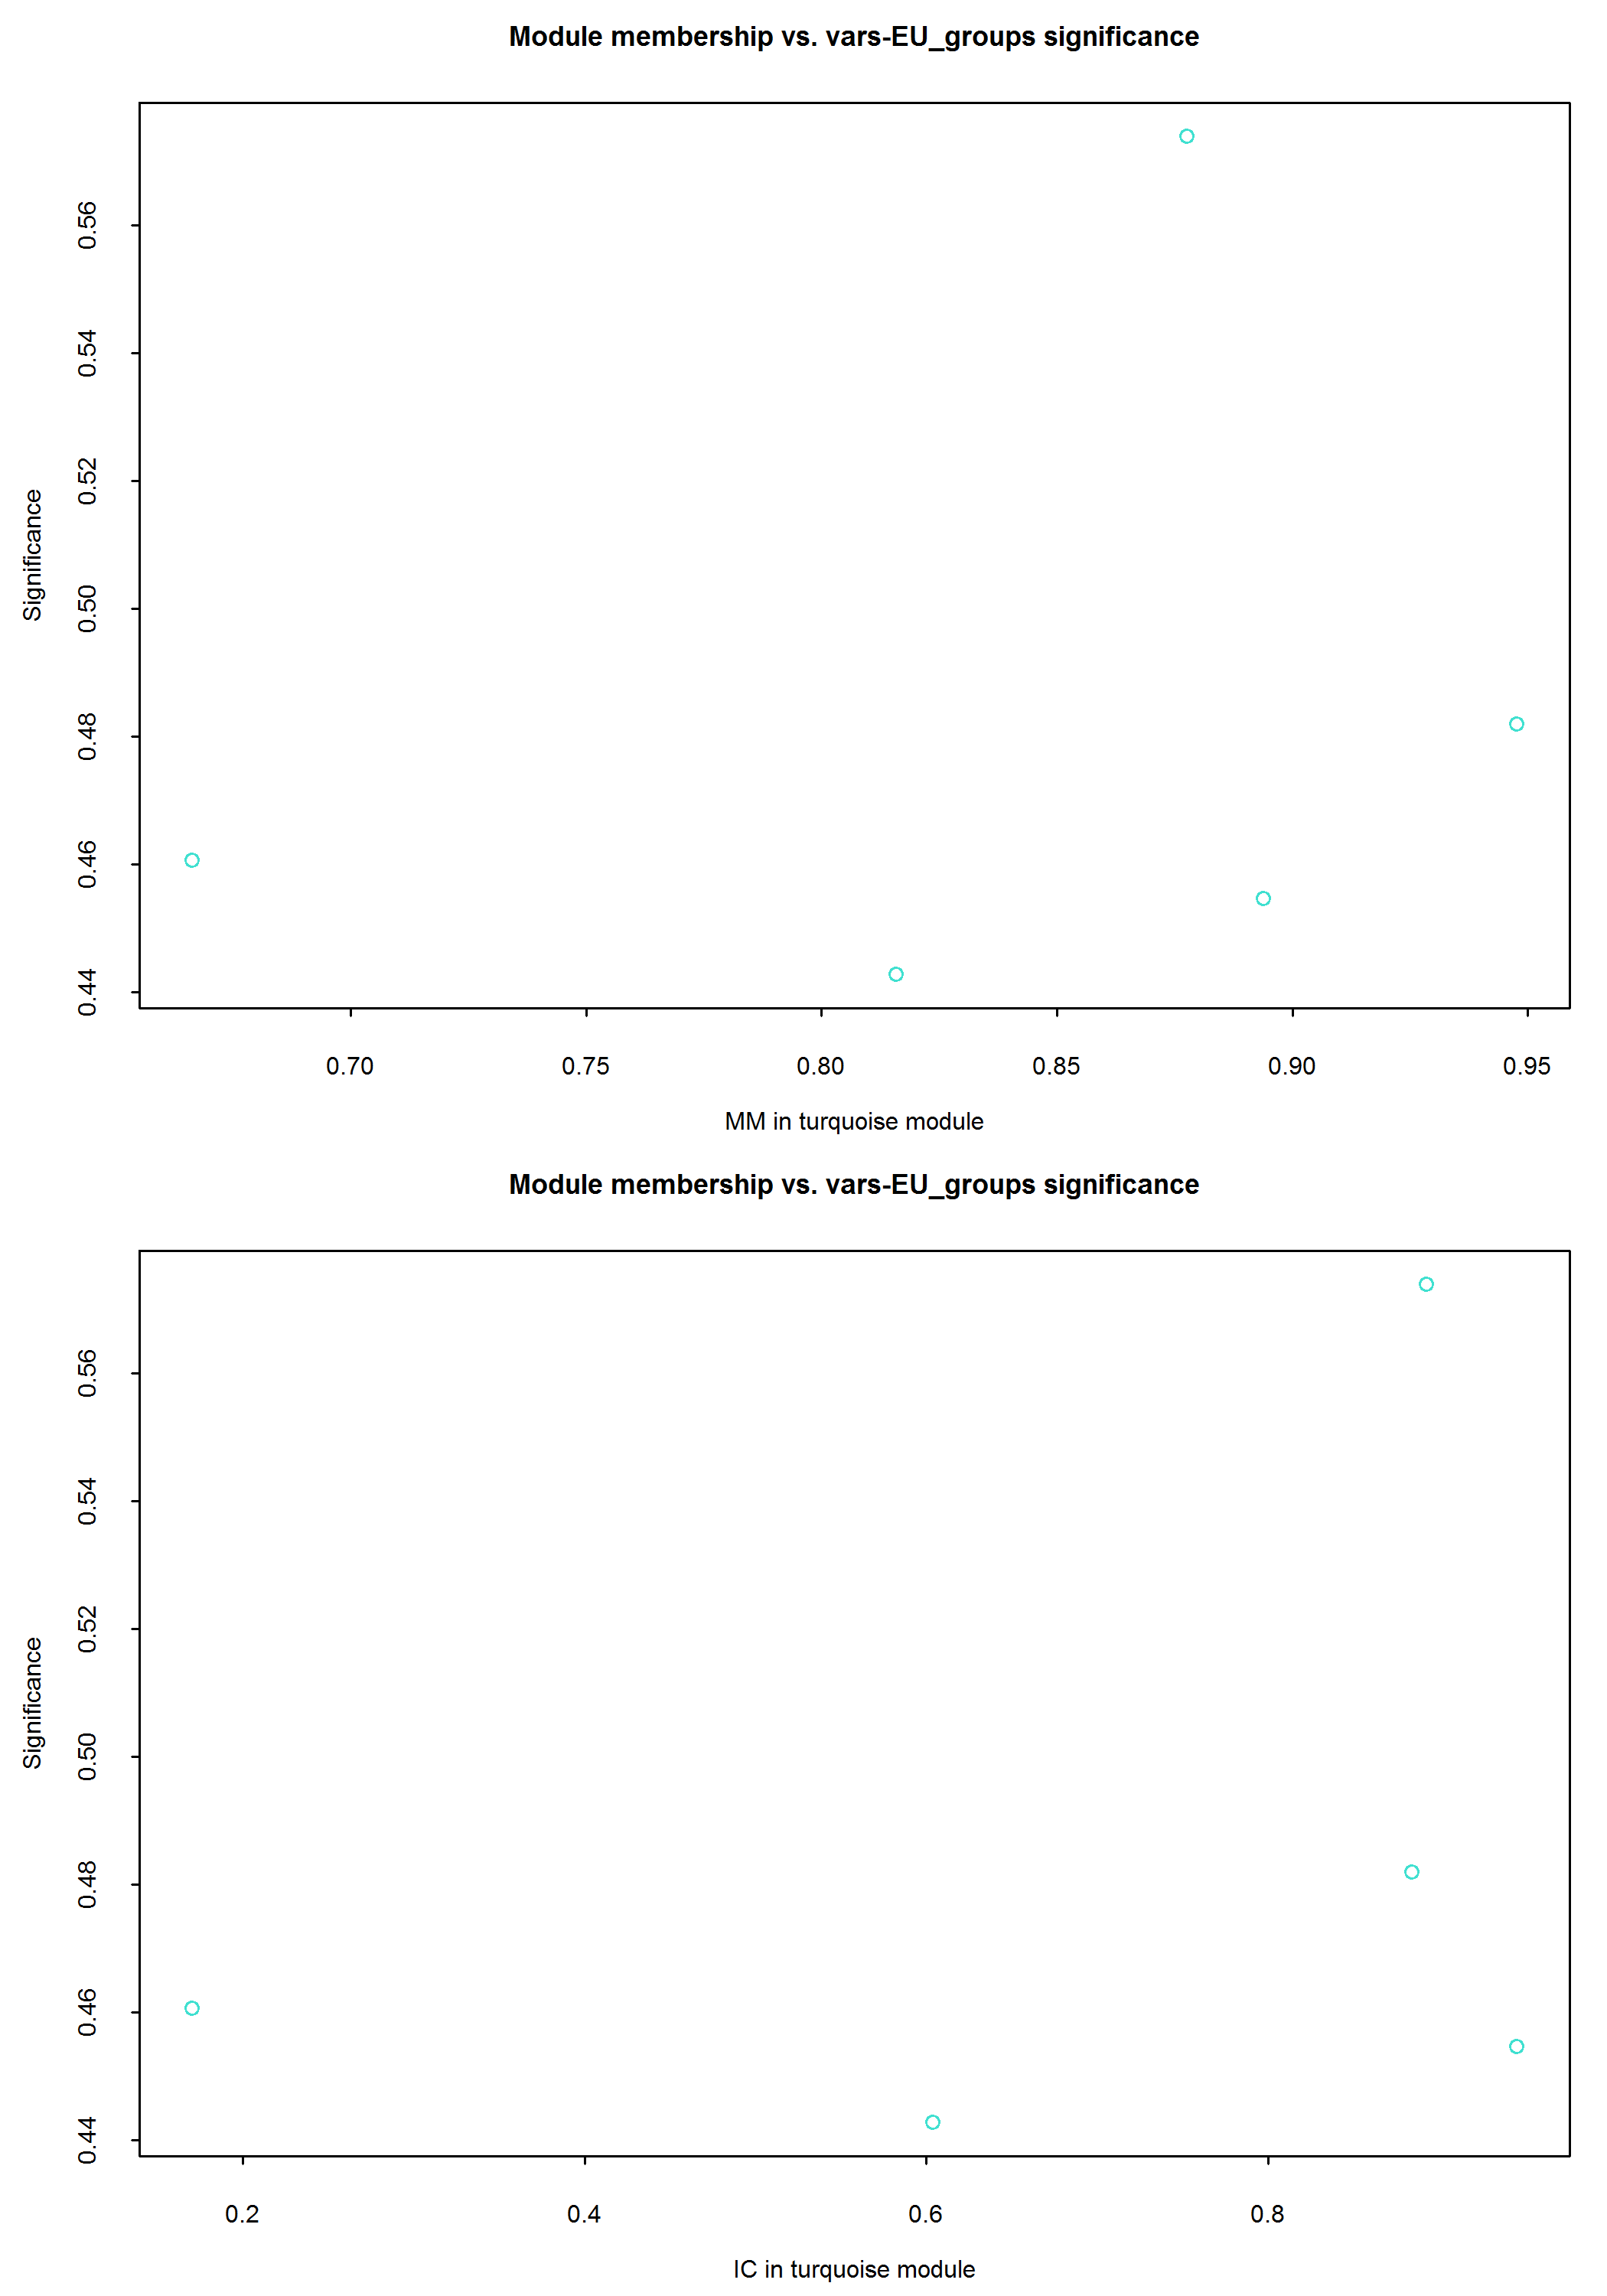 Module membership vs. vars-EU_groups significance
Significance
0.56
0.54
0.52
0.50
0.48
0.46
0.44
0.70 0.75 0.80 0.85 0.90 0.95
MM in turquoise module
Module membership vs. vars-EU_groups significance
Significance
0.56
0.54
0.52
0.50
0.48
0.46
0.44
0.2 0.4 0.6 0.8
IC in turquoise module